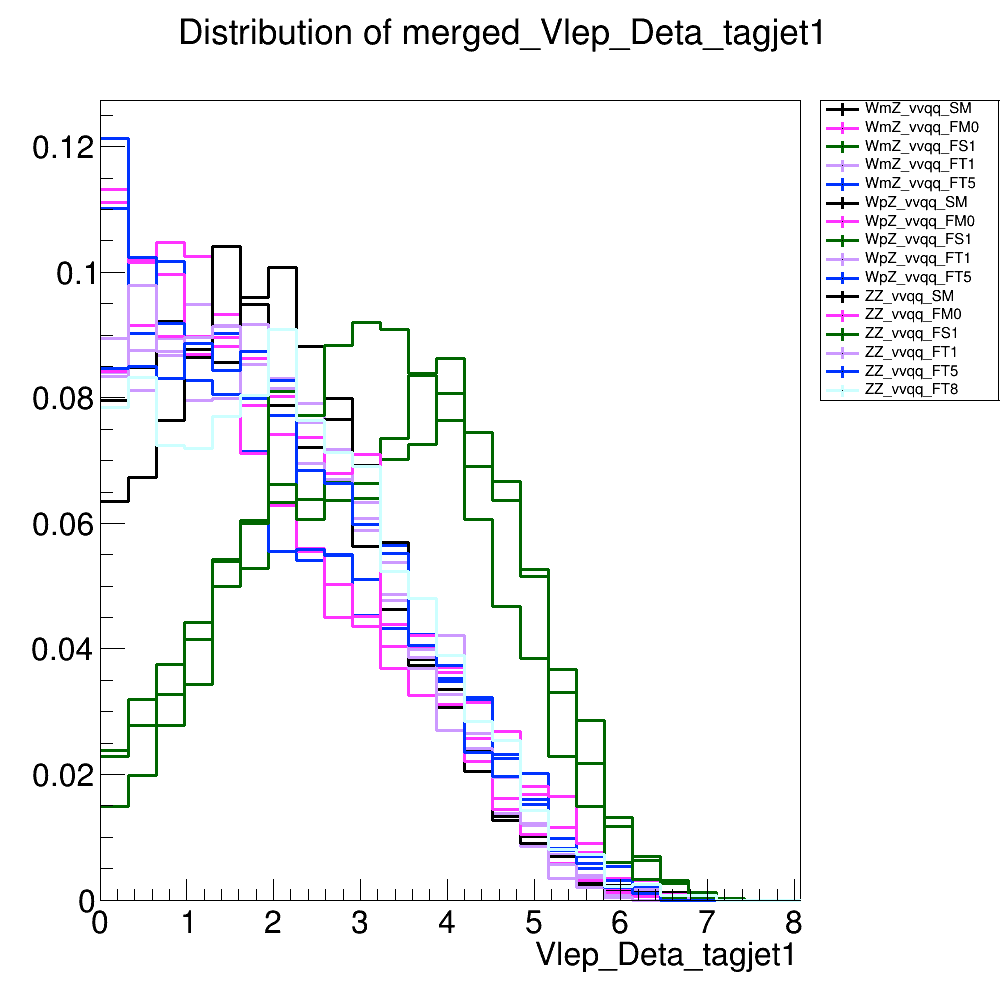 Distribution of merged_Vlep_Deta_tagjet1
WmZ_vvqq_SM
WmZ_vvqq_FM0
WmZ_vvqq_FS1
WmZ_vvqq_FT1
WmZ_vvqq_FT5
WpZ_vvqq_SM
WpZ_vvqq_FM0
WpZ_vvqq_FS1
WpZ_vvqq_FT1
WpZ_vvqq_FT5
ZZ_vvqq_SM
ZZ_vvqq_FM0
ZZ_vvqq_FS1
ZZ_vvqq_FT1
ZZ_vvqq_FT5
ZZ_vvqq_FT8
0.12
0.1
0.08
0.06
0.04
0.02
0
0 1 2 3 4 5 6 7 8
Vlep_Deta_tagjet1